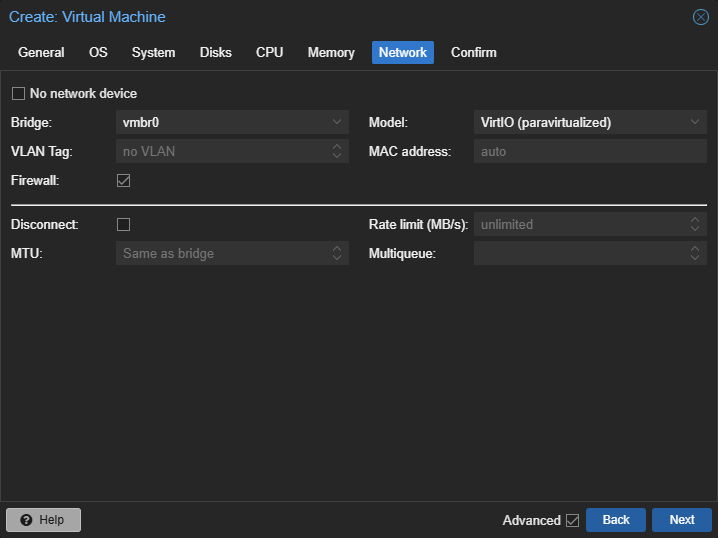 Create: Virtual Machine
General OS System Disks CPU Memory Network Confirm
No network device
Bridge: vmbr0 Model: VirtIO (paravirtualized)
VLAN Tag: no VLAN MAC address: auto
Firewall:
Disconnect: Rate limit (MB/s): unlimited
MTU: Same as bridge Multiqueue:
Help Advanced Back Next